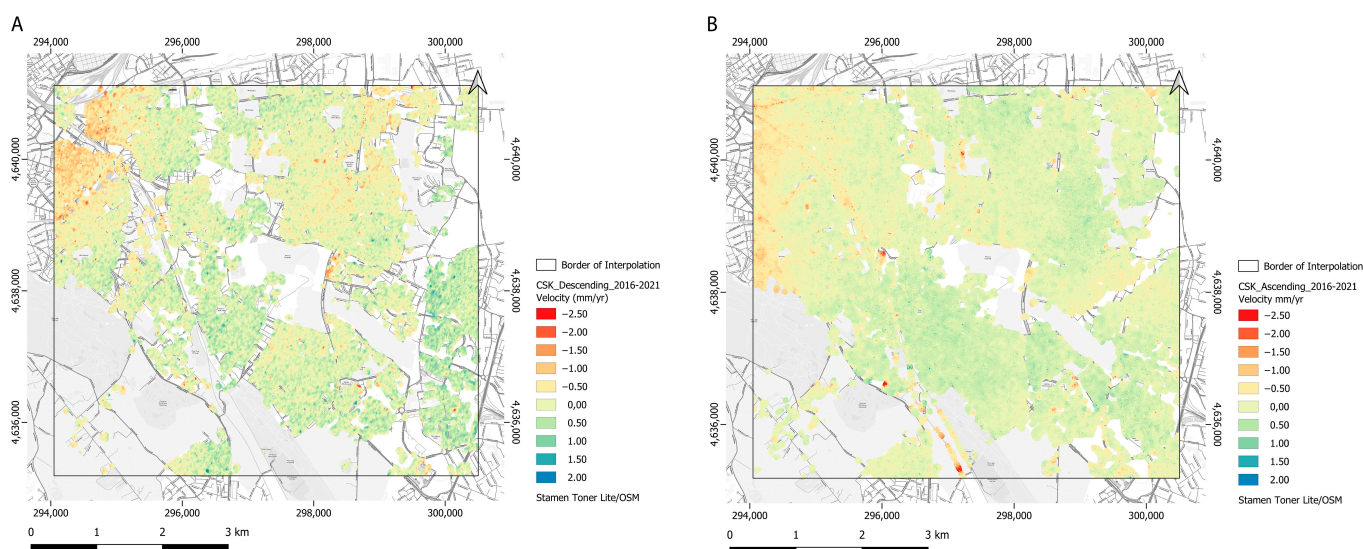 A
294,000 296,000 298,000 300,000
4,640,000
4,638,000
4,636,000
4,640,000
4,638,000
4,636,000
294,000 296,000 298,000 300,000
0 1 2 3 km
Border of Interpolation
CSK_Descending_2016-2021
Velocity (mm/yr)
−2.50
−2.00
−1.50
−1.00
−0.50
0,00
0.50
1.00
1.50
2.00
Stamen Toner Lite/OSM
B
294,000 296,000 298,000 300,000
4,640,000
4,638,000
4,636,000
4,640,000
4,638,000
4,636,000
294,000 296,000 298,000 300,000
0 1 2 3 km
Border of Interpolation
CSK_Ascending_2016-2021
Velocity mm/yr
−2.50
−2.00
−1.50
−1.00
−0.50
0,00
0.50
1.00
1.50
2.00
Stamen Toner Lite/OSM